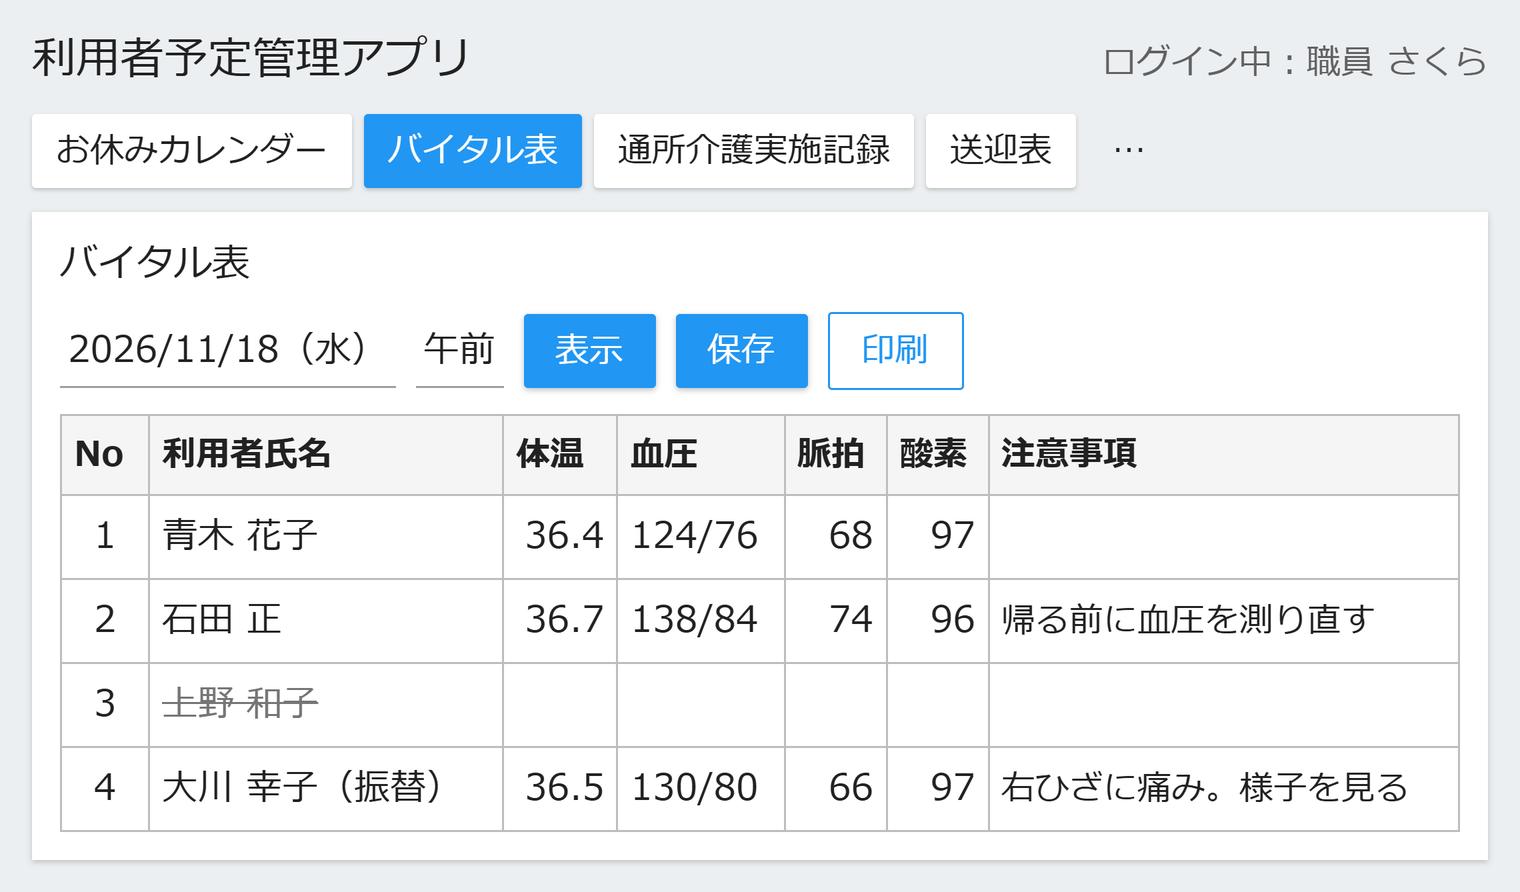 利用者予定管理アプリ
ログイン中：職員 さくら
お休みカレンダー バイタル表 通所介護実施記録 送迎表 …
バイタル表
2026/11/18（水） 午前 表示 保存 印刷
No 利用者氏名 体温 血圧 脈拍 酸素 注意事項
1 青木 花子 36.4 124/76 68 97
2 石田 正 36.7 138/84 74 96 帰る前に血圧を測り直す
3 上野 和子
4 大川 幸子（振替） 36.5 130/80 66 97 右ひざに痛み。様子を見る